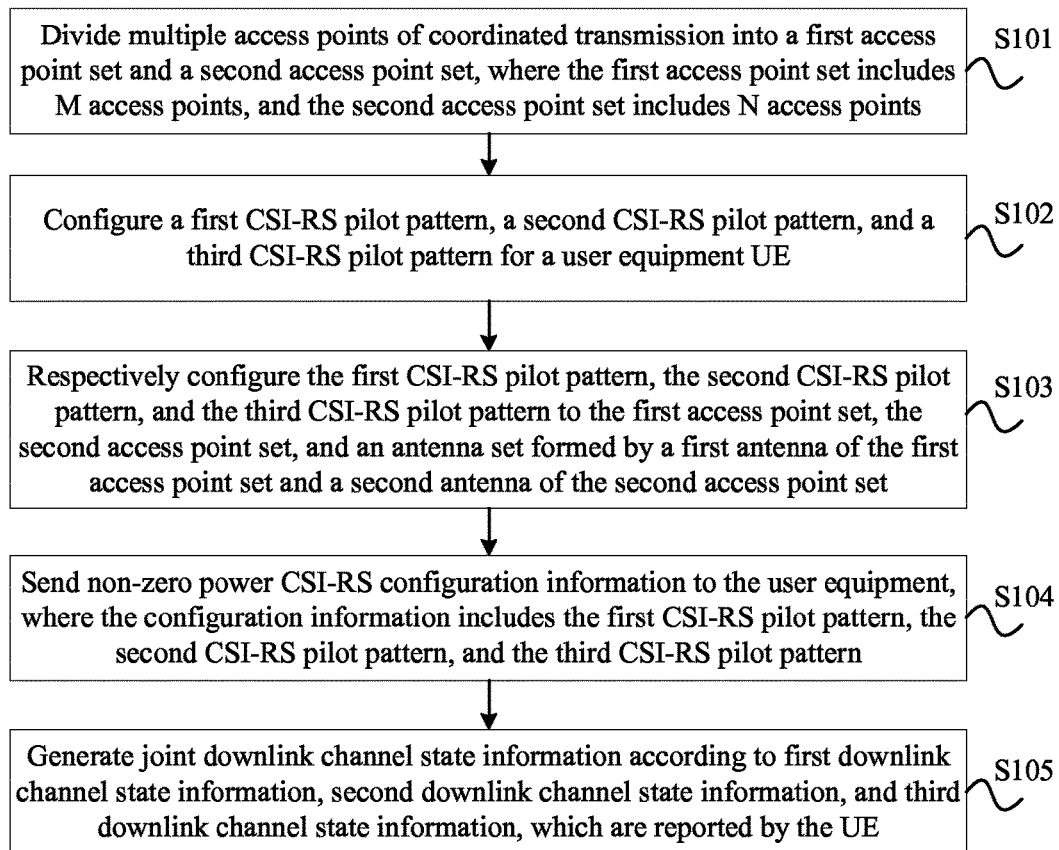 Divide multiple access points of coordinated transmission into a first access
point set and a second access point set, where the first access point set includes
M access points, and the second access point set includes N access points
S101
Configure a first CSI-RS pilot pattern, a second CSI-RS pilot pattern, and a
third CSI-RS pilot pattern for a user equipment UE
S102
Respectively configure the first CSI-RS pilot pattern, the second CSI-RS pilot
pattern, and the third CSI-RS pilot pattern to the first access point set, the
second access point set, and an antenna set formed by a first antenna of the first
access point set and a second antenna of the second access point set
S103
Send non-zero power CSI-RS configuration information to the user equipment,
where the configuration information includes the first CSI-RS pilot pattern, the
second CSI-RS pilot pattern, and the third CSI-RS pilot pattern
S104
Generate joint downlink channel state information according to first downlink
channel state information, second downlink channel state information, and third
downlink channel state information, which are reported by the UE
S105